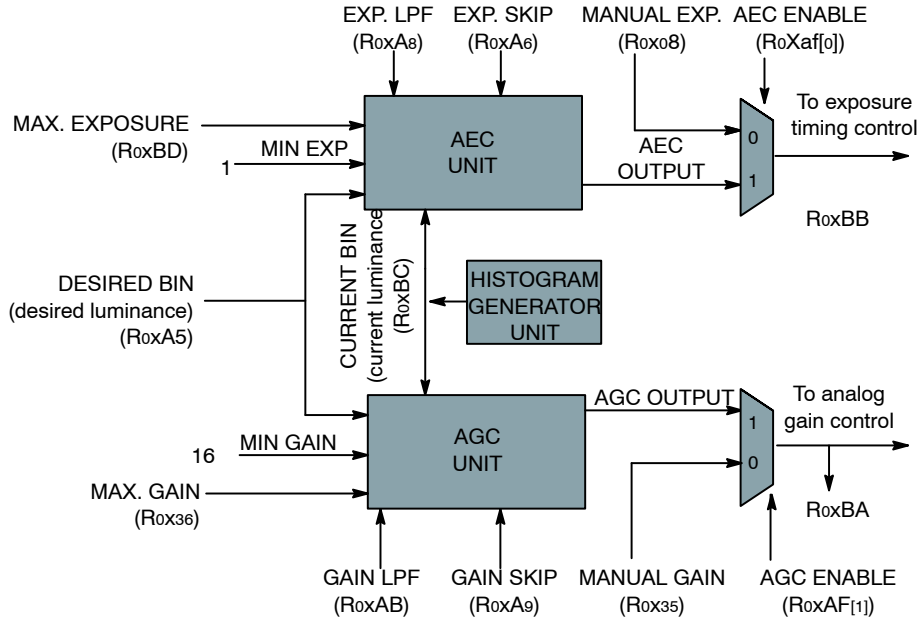 EXP. LPF
(R0xA8)
EXP. SKIP
(R0xA6)
MANUAL EXP.
(R0x08)
AEC ENABLE
(R0Xaf[0])
MAX. EXPOSURE
(R0xBD)
1
MIN EXP
AEC
UNIT
AEC
OUTPUT
0
1
To exposure
timing control
R0xBB
DESIRED BIN
(desired luminance)
(R0xA5)
CURRENT BIN
(current luminance)
(R0xBC)
HISTOGRAM
GENERATOR
UNIT
16
MIN GAIN
MAX. GAIN
(R0x36)
AGC
UNIT
AGC OUTPUT
1
0
To analog
gain control
R0xBA
GAIN LPF
(R0xAB)
GAIN SKIP
(R0xA9)
MANUAL GAIN
(R0x35)
AGC ENABLE
(R0xAF[1])